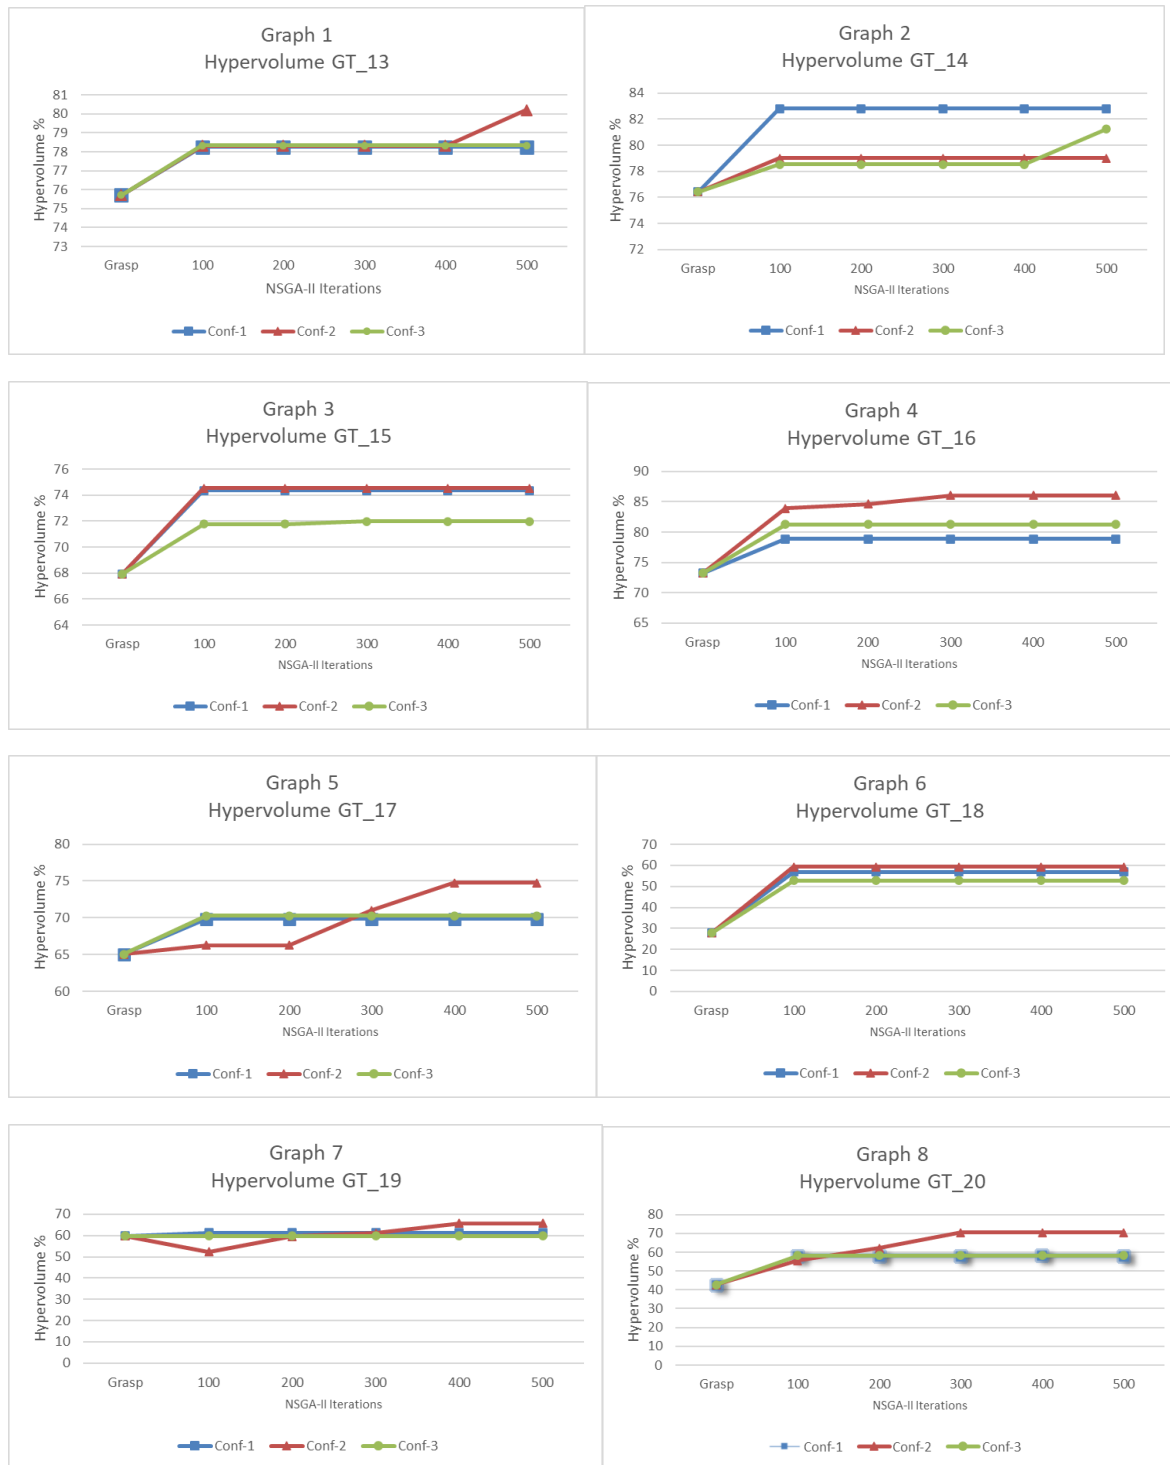 Graph 1
Hypervolume GT_13
Hypervolume %
81
80
79
78
77
76
75
74
73
Grasp 100 200 300 400 500
NSGA-II Iterations
Conf-1 Conf-2 Conf-3
Graph 2
Hypervolume GT_14
Hypervolume %
84
82
80
78
76
74
72
Grasp 100 200 300 400 500
NSGA-II Iterations
Conf-1 Conf-2 Conf-3
Graph 3
Hypervolume GT_15
Hypervolume %
76
74
72
70
68
66
64
Grasp 100 200 300 400 500
NSGA-II Iterations
Conf-1 Conf-2 Conf-3
Graph 4
Hypervolume GT_16
Hypervolume %
90
85
80
75
70
65
Grasp 100 200 300 400 500
NSGA-II Iterations
Conf-1 Conf-2 Conf-3
Graph 5
Hypervolume GT_17
Hypervolume %
80
75
70
65
60
Grasp 100 200 300 400 500
NSGA-II Iterations
Conf-1 Conf-2 Conf-3
Graph 6
Hypervolume GT_18
Hypervolume %
70
60
50
40
30
20
10
0
Grasp 100 200 300 400 500
NSGA-II Iterations
Conf-1 Conf-2 Conf-3
Graph 7
Hypervolume GT_19
Hypervolume %
70
60
50
40
30
20
10
0
Grasp 100 200 300 400 500
NSGA-II Iterations
Conf-1 Conf-2 Conf-3
Graph 8
Hypervolume GT_20
Hypervolume %
80
70
60
50
40
30
20
10
0
Grasp 100 200 300 400 500
NSGA-II Iterations
Conf-1 Conf-2 Conf-3